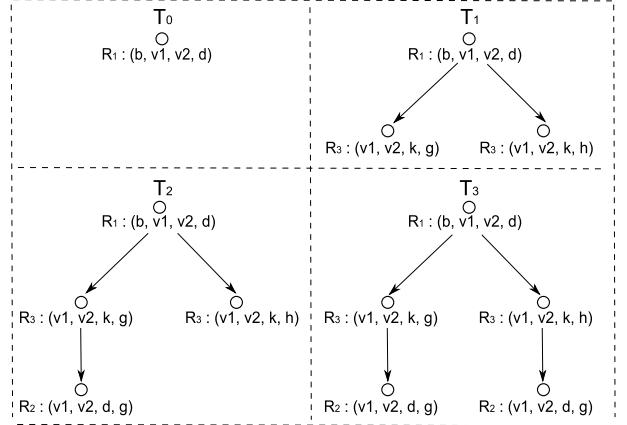 T₀
R₁ : (b, v1, v2, d)
T₁
R₁ : (b, v1, v2, d)
R₃ : (v1, v2, k, g) R₃ : (v1, v2, k, h)
T₂
R₁ : (b, v1, v2, d)
R₃ : (v1, v2, k, g) R₃ : (v1, v2, k, h)
R₂ : (v1, v2, d, g)
T₃
R₁ : (b, v1, v2, d)
R₃ : (v1, v2, k, g) R₃ : (v1, v2, k, h)
R₂ : (v1, v2, d, g) R₂ : (v1, v2, d, g)